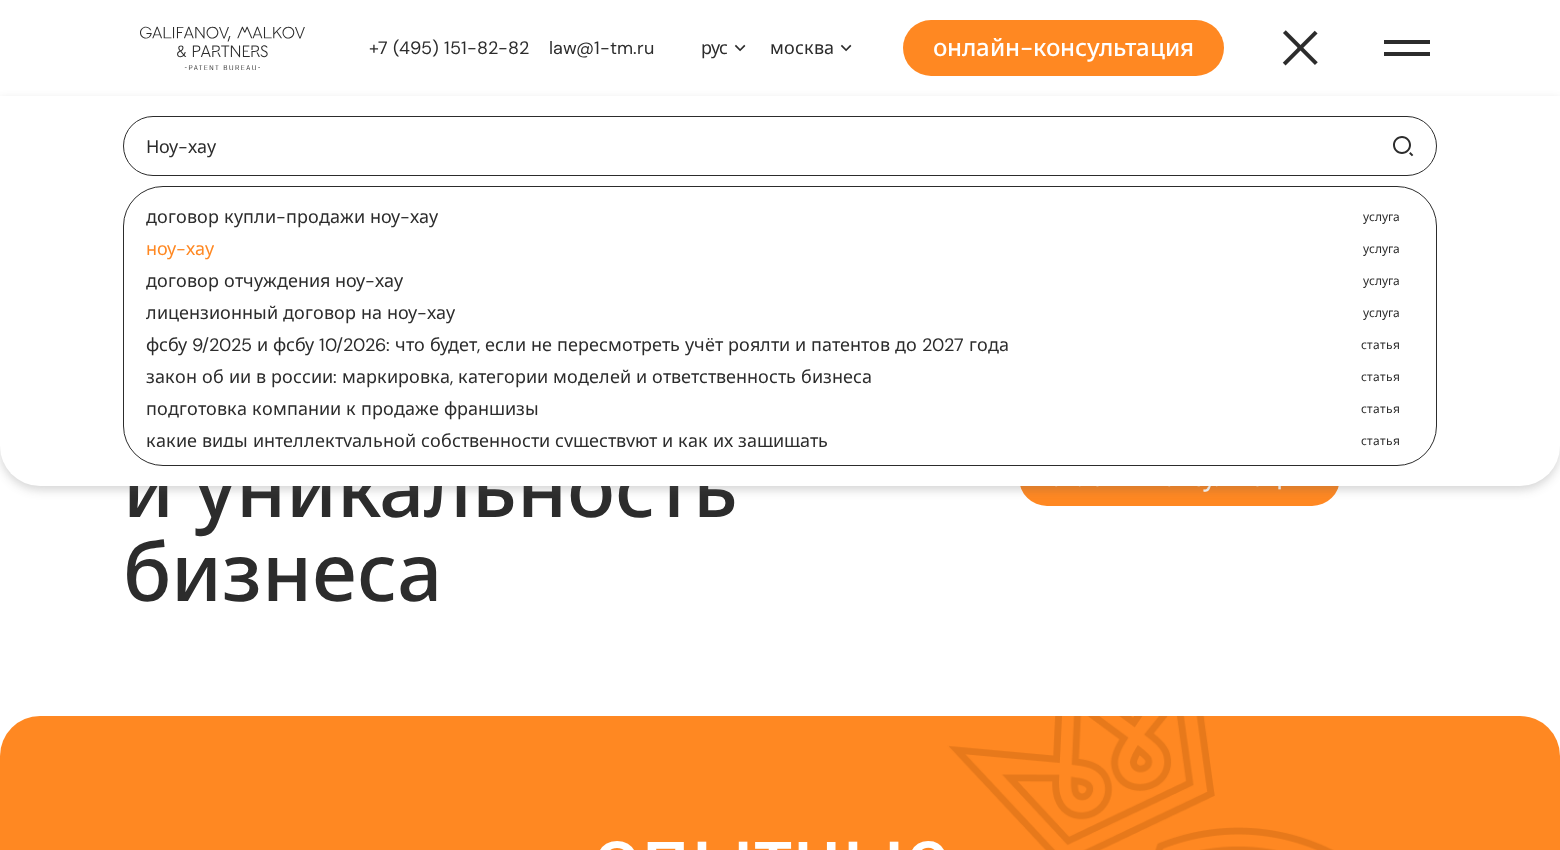 GALIFANOV, MALKOV
& PARTNERS
-PATENT BUREAU-
+7 (495) 151-82-82
law@1-tm.ru
рус
москва
онлайн-консультация
Ноу-хау
договор купли-продажи ноу-хау услуга
ноу-хау услуга
договор отчуждения ноу-хау услуга
лицензионный договор на ноу-хау услуга
фсбу 9/2025 и фсбу 10/2026: что будет, если не пересмотреть учёт роялти и патентов до 2027 года статья
закон об ии в россии: маркировка, категории моделей и ответственность бизнеса статья
подготовка компании к продаже франшизы статья
какие виды интеллектуальной собственности существуют и как их защищать статья
и уникальность
бизнеса
опытные